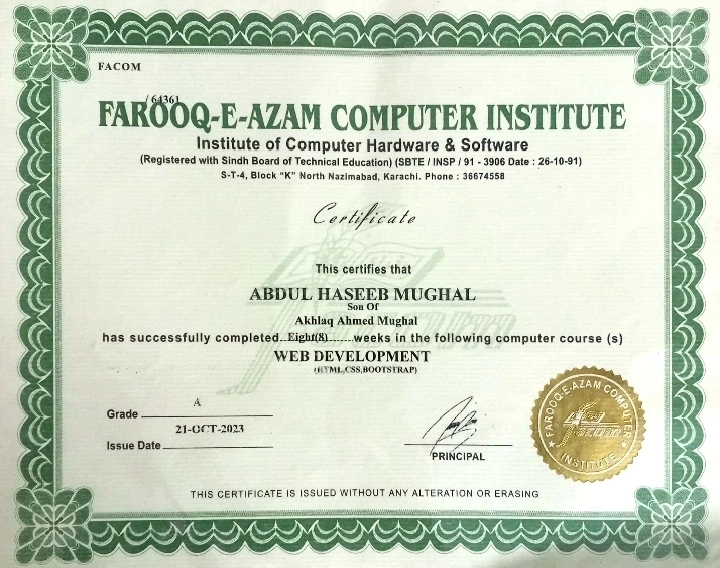 FACOM
/ 64361
FAROOQ-E-AZAM COMPUTER INSTITUTE
Institute of Computer Hardware & Software
(Registered with Sindh Board of Technical Education) (SBTE / INSP / 91 - 3906 Date : 26-10-91)
S-T-4, Block "K" North Nazimabad, Karachi. Phone : 36674558
Certificate
This certifies that
ABDUL HASEEB MUGHAL
Son Of
Akhlaq Ahmed Mughal
has successfully completed...Eight(8).......weeks in the following computer course (s)
WEB DEVELOPMENT
(HTML,CSS,BOOTSTRAP)
Grade A
Issue Date 21-OCT-2023
PRINCIPAL
FAROOQ-E-AZAM COMPUTER
INSTITUTE
THIS CERTIFICATE IS ISSUED WITHOUT ANY ALTERATION OR ERASING